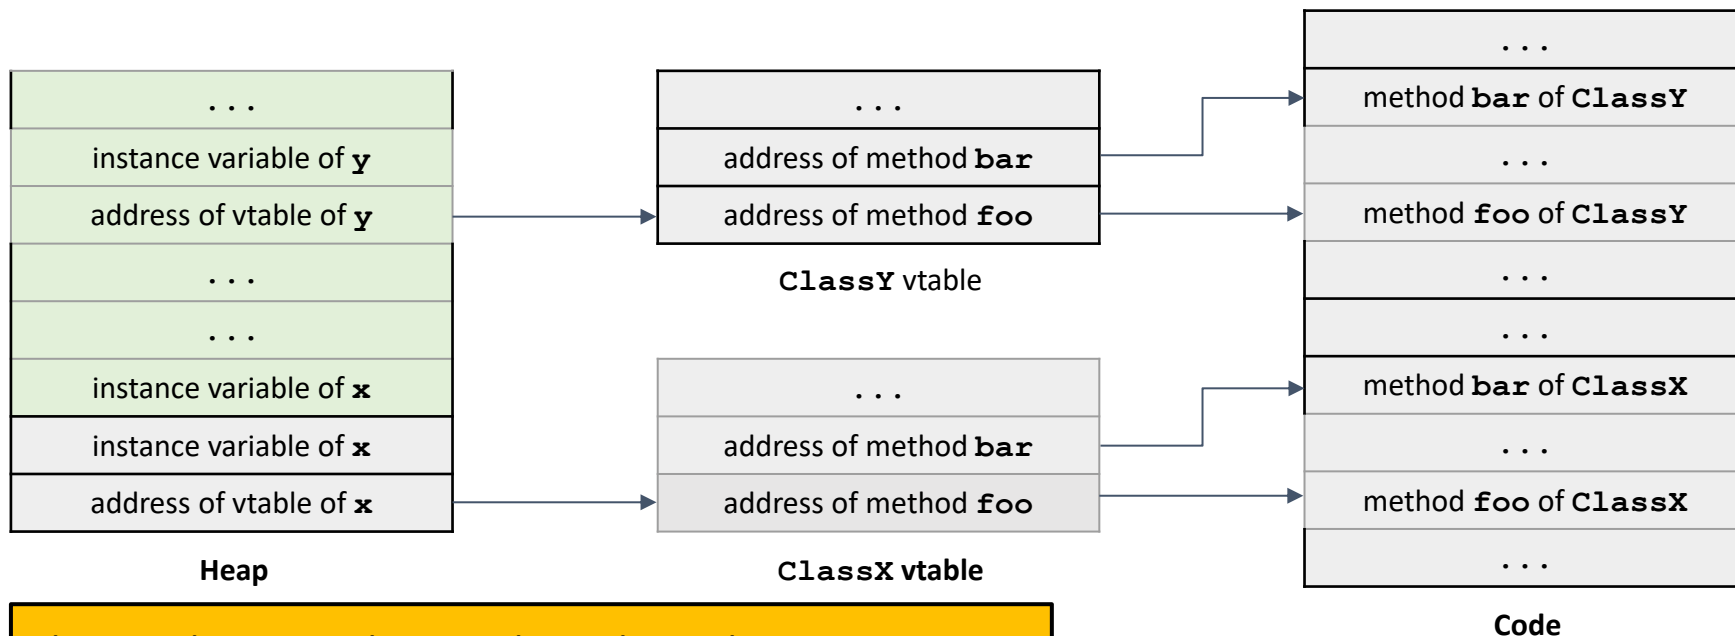 ...
instance variable of y
address of vtable of y
...
...
instance variable of x
instance variable of x
address of vtable of x
Heap
...
address of method bar
address of method foo
ClassY vtable
...
address of method bar
address of method foo
ClassX vtable
...
method bar of ClassY
...
method foo of ClassY
...
...
method bar of ClassX
...
method foo of ClassX
...
Code